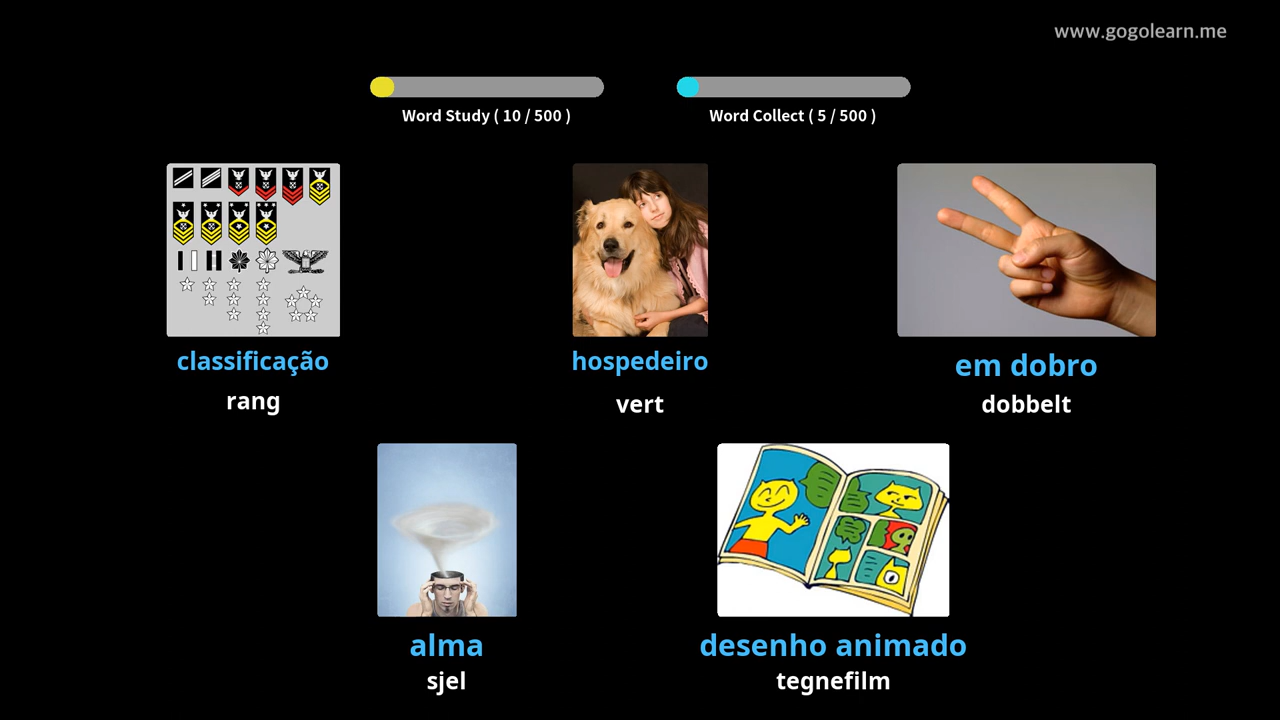 www.gogolearn.me
Word Study ( 10 / 500 )
Word Collect ( 5 / 500 )
classificação
rang
hospedeiro
vert
em dobro
dobbelt
alma
sjel
desenho animado
tegnefilm